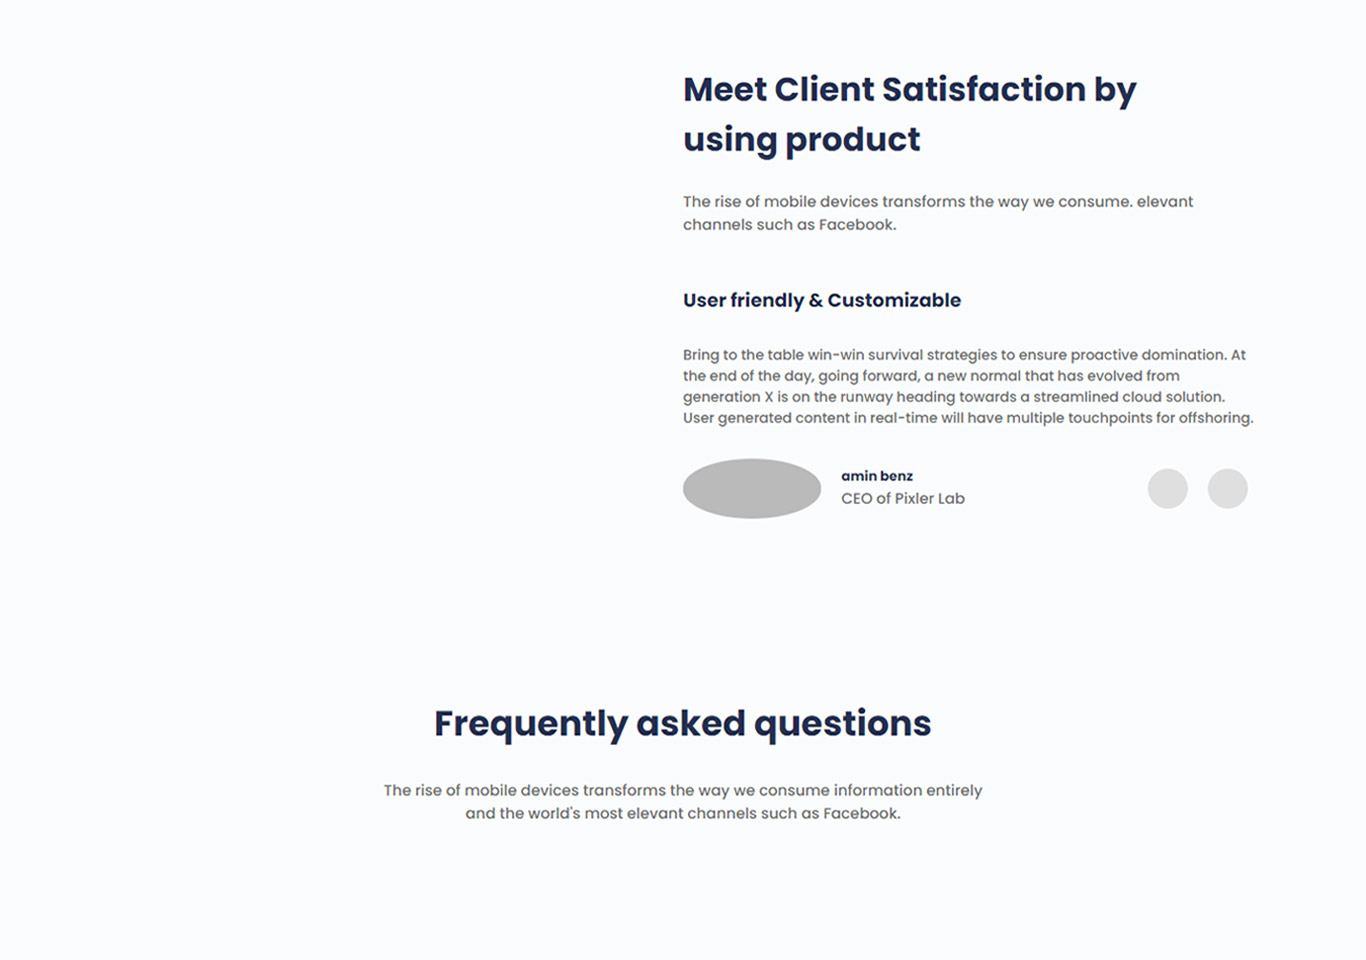 Meet Client Satisfaction by
using product
The rise of mobile devices transforms the way we consume. elevant
channels such as Facebook.
User friendly & Customizable
Bring to the table win-win survival strategies to ensure proactive domination. At
the end of the day, going forward, a new normal that has evolved from
generation X is on the runway heading towards a streamlined cloud solution.
User generated content in real-time will have multiple touchpoints for offshoring.
amin benz
CEO of Pixler Lab
Frequently asked questions
The rise of mobile devices transforms the way we consume information entirely
and the world's most elevant channels such as Facebook.